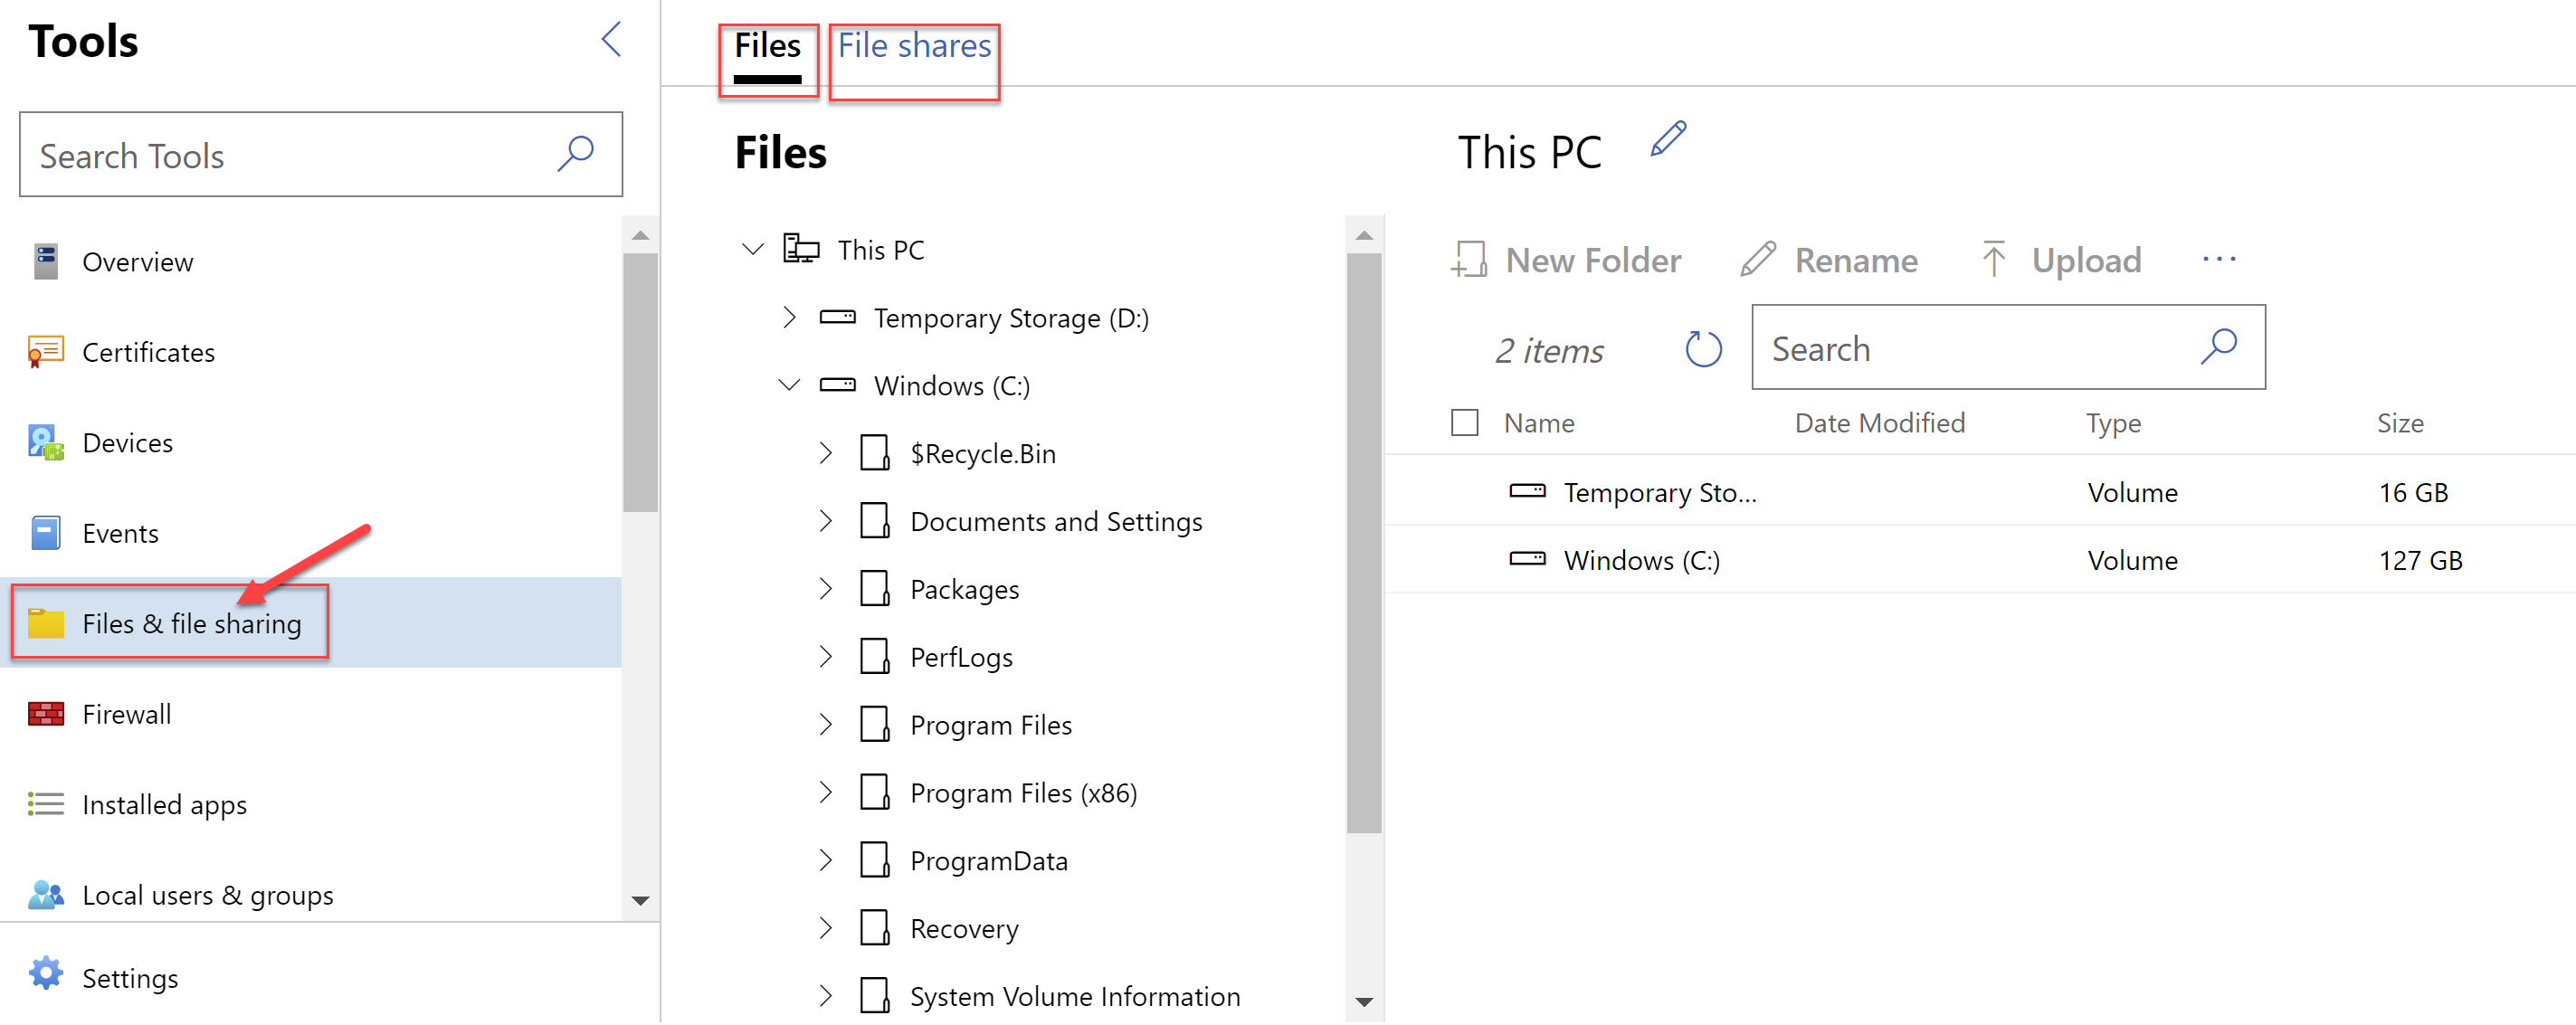 Tools
Search Tools
Overview
Certificates
Devices
Events
Files & file sharing
Firewall
Installed apps
Local users & groups
Settings
Files
File shares
Files
This PC
Temporary Storage (D:)
Windows (C:)
$Recycle.Bin
Documents and Settings
Packages
PerfLogs
Program Files
Program Files (x86)
ProgramData
Recovery
System Volume Information
This PC
New Folder Rename Upload ...
2 items Search
Name Date Modified Type Size
Temporary Sto... Volume 16 GB
Windows (C:) Volume 127 GB